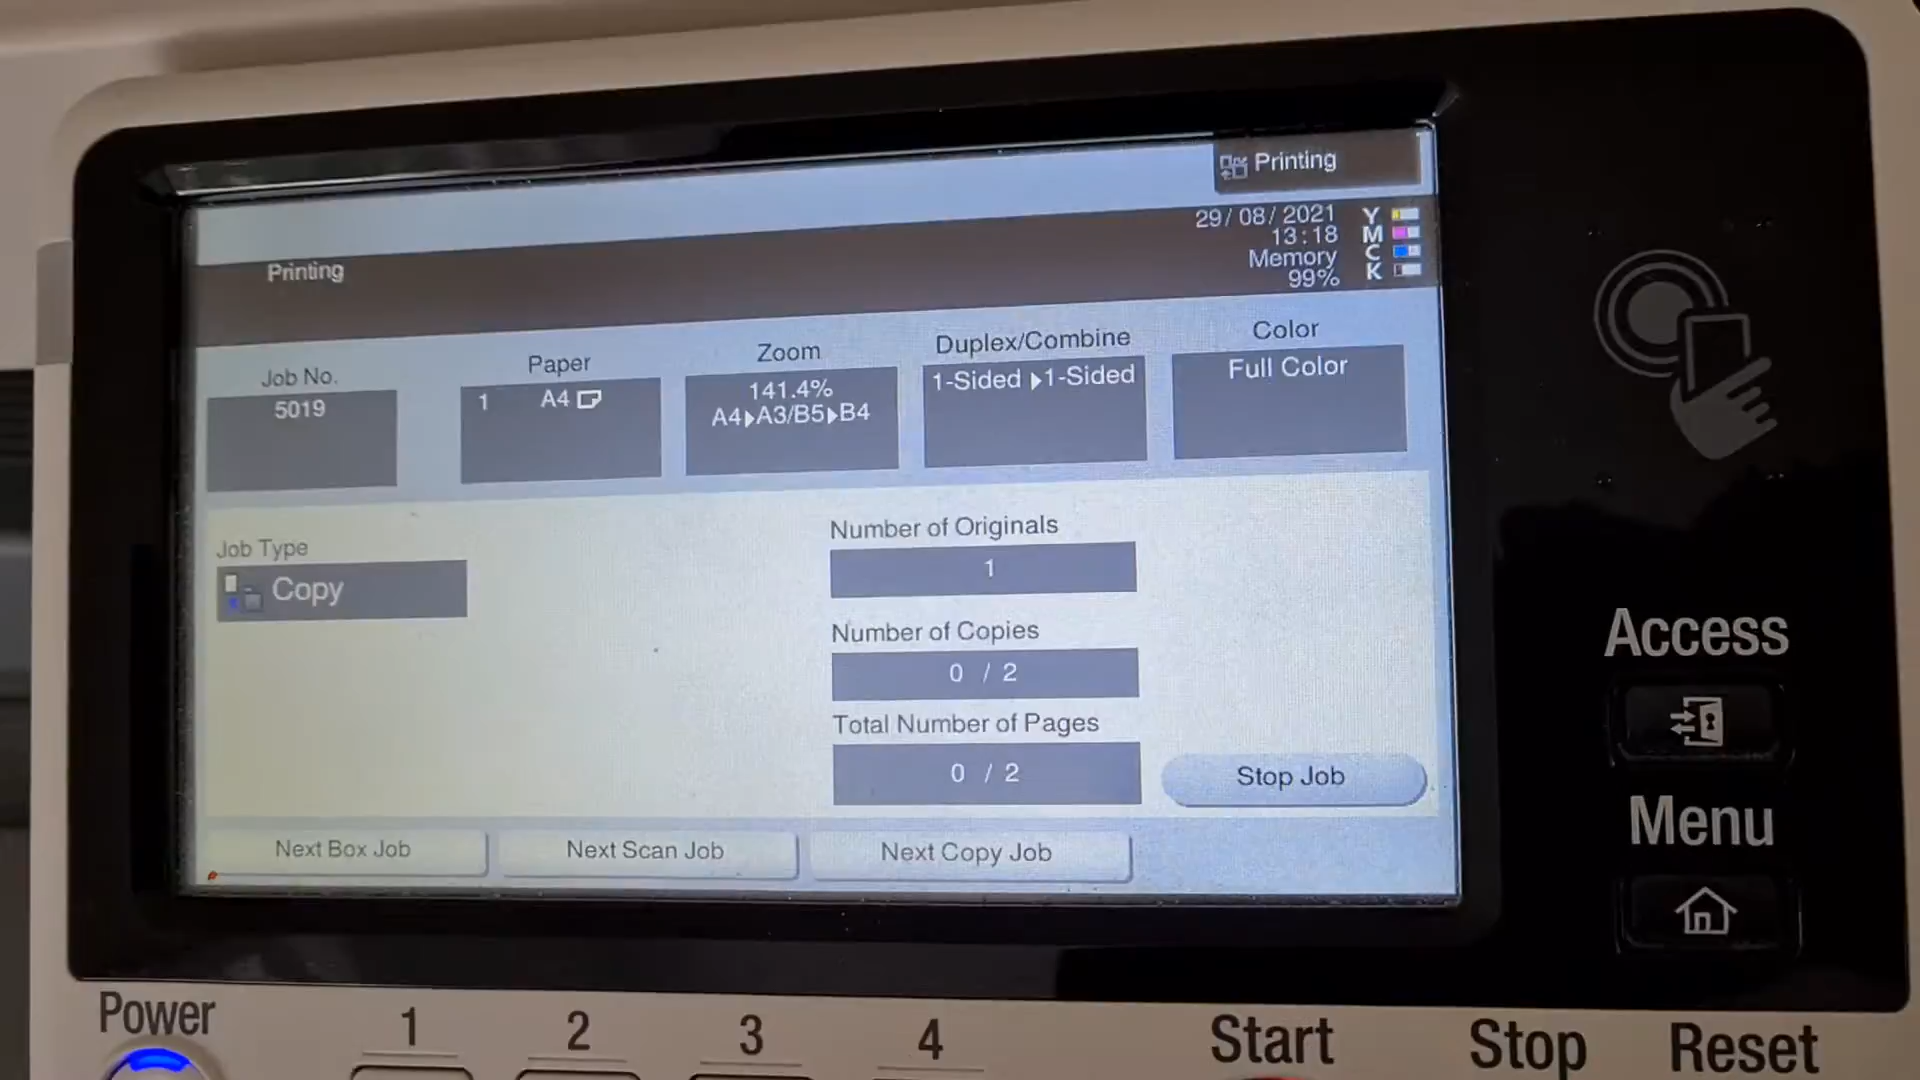 Printing
29/08/2021
13:18
Memory
99%
Y
M
C
K
Printing
Job No.
5019
Paper
1 A4
Zoom
141.4%
A4▶A3/B5▶B4
Duplex/Combine
1-Sided ▶1-Sided
Color
Full Color
Job Type
Copy
Number of Originals
1
Number of Copies
0 / 2
Total Number of Pages
0 / 2
Stop Job
Next Box Job
Next Scan Job
Next Copy Job
Access
Menu
Power
1
2
3
4
Start
Stop
Reset